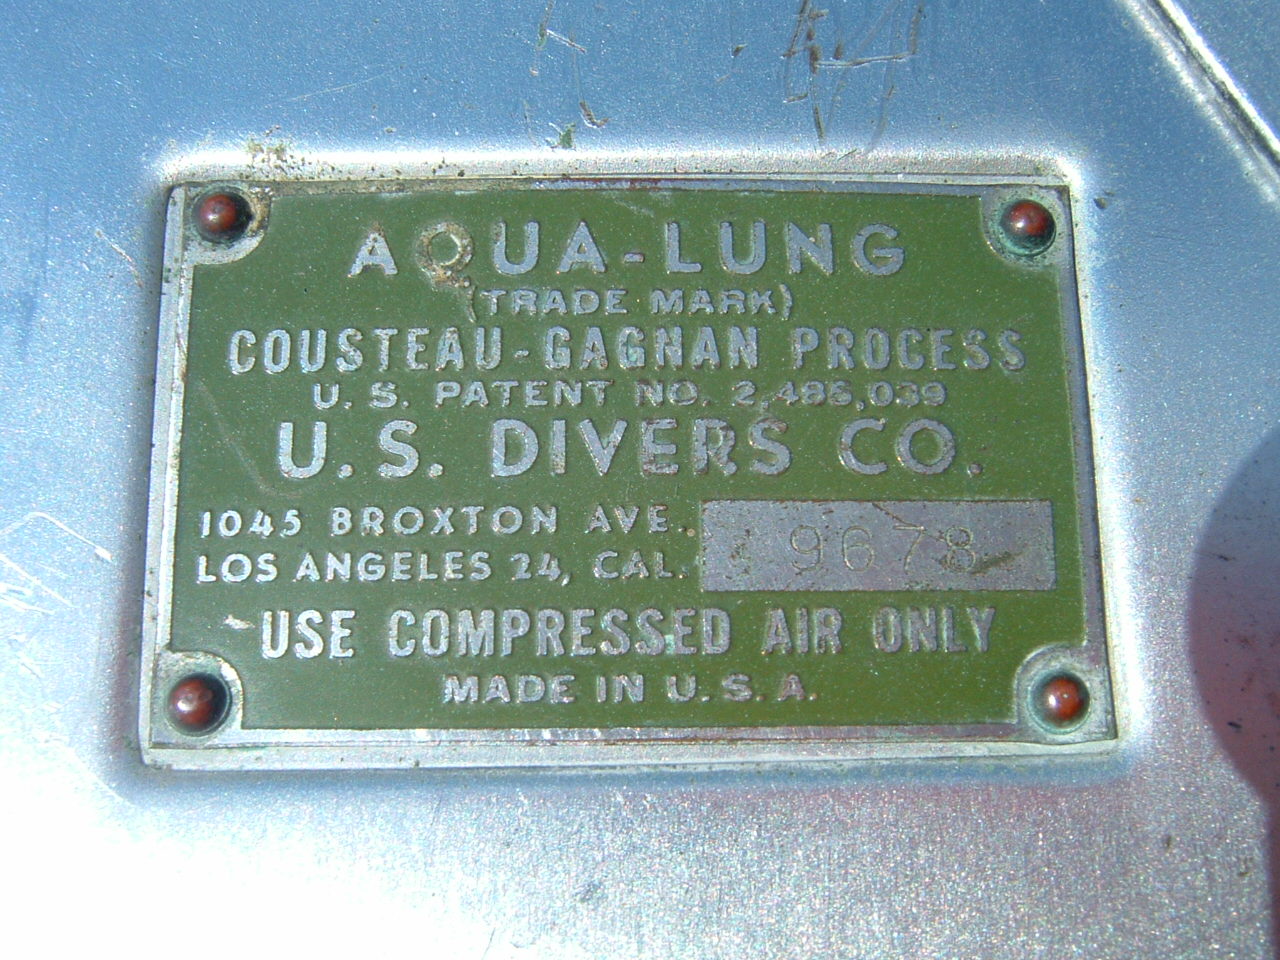 AQUA-LUNG
(TRADE MARK)
COUSTEAU-GAGNAN PROCESS
U.S. PATENT NO. 2,485,039
U.S. DIVERS CO.
1045 BROXTON AVE.
LOS ANGELES 24, CAL.
9678
USE COMPRESSED AIR ONLY
MADE IN U.S.A.